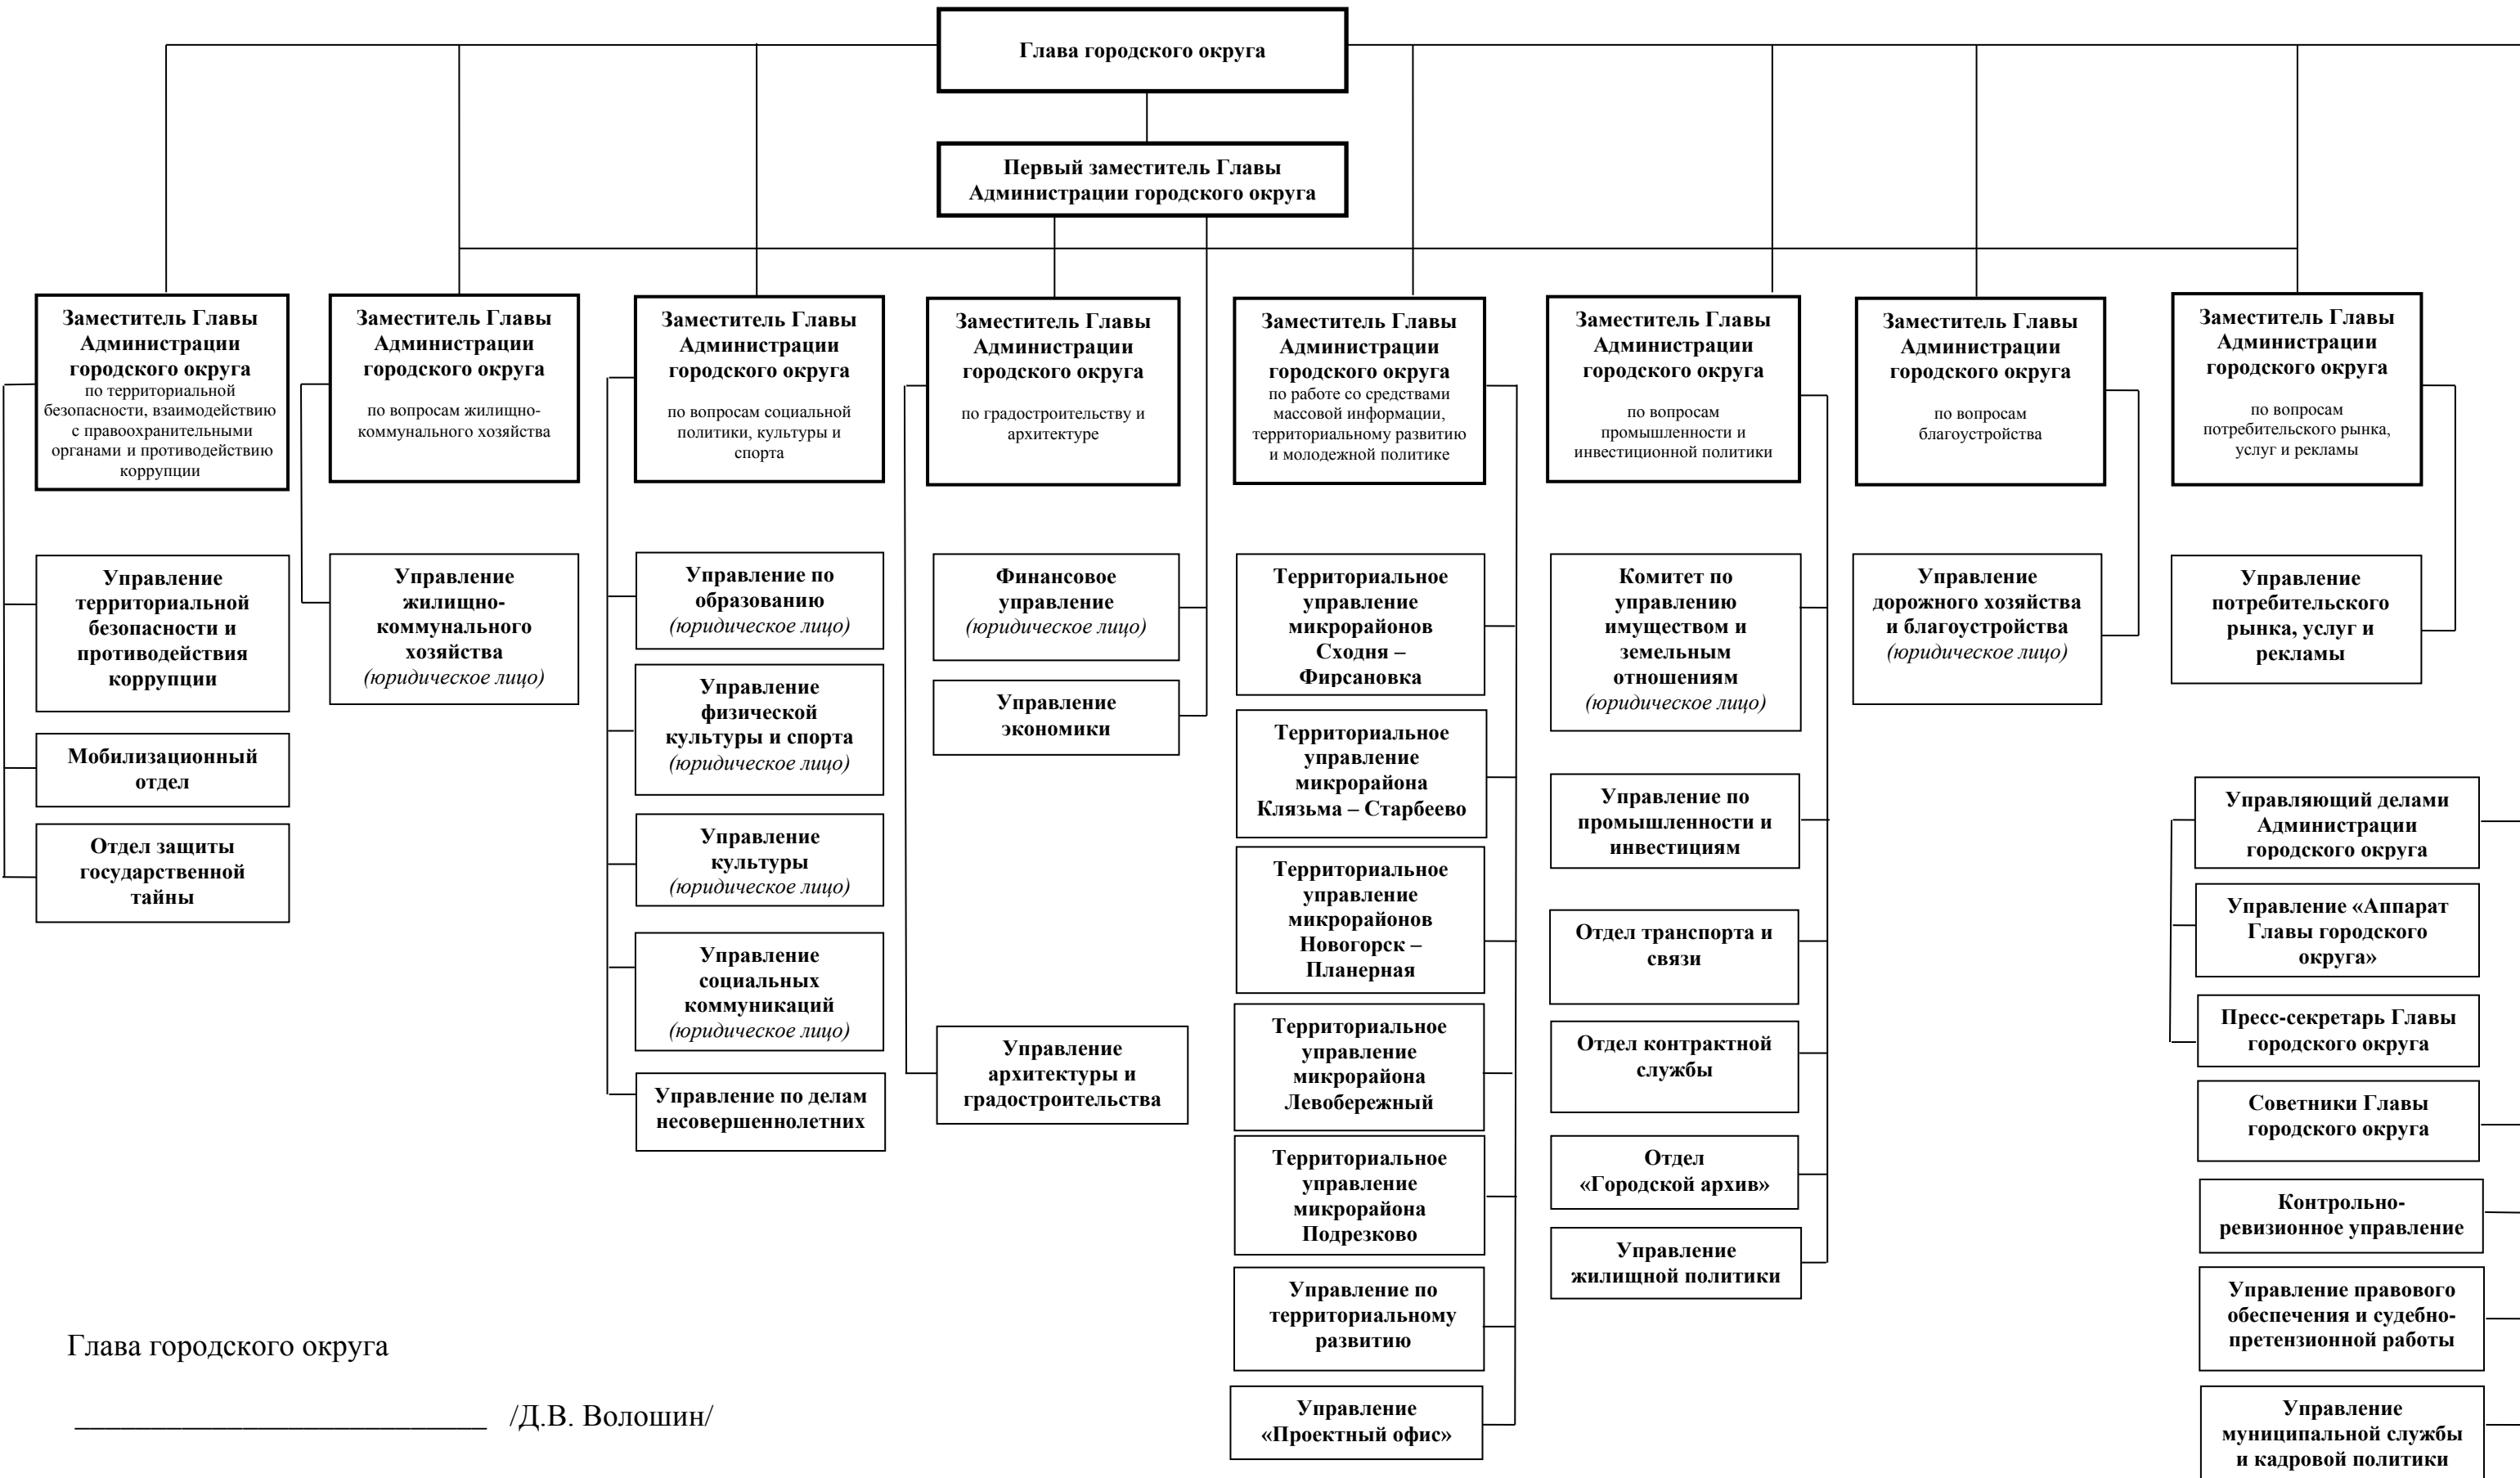 Глава городского округа
Первый заместитель Главы
Администрации городского округа
Заместитель Главы
Администрации
городского округа
по территориальной
безопасности, взаимодействию
с правоохранительными
органами и противодействию
коррупции
Заместитель Главы
Администрации
городского округа
по вопросам жилищно-
коммунального хозяйства
Заместитель Главы
Администрации
городского округа
по вопросам социальной
политики, культуры и
спорта
Заместитель Главы
Администрации
городского округа
по градостроительству и
архитектуре
Заместитель Главы
Администрации
городского округа
по работе со средствами
массовой информации,
территориальному развитию
и молодежной политике
Заместитель Главы
Администрации
городского округа
по вопросам
промышленности и
инвестиционной политики
Заместитель Главы
Администрации
городского округа
по вопросам
благоустройства
Заместитель Главы
Администрации
городского округа
по вопросам
потребительского рынка,
услуг и рекламы
Управление
территориальной
безопасности и
противодействия
коррупции
Мобилизационный
отдел
Отдел защиты
государственной
тайны
Управление
жилищно-
коммунального
хозяйства
(юридическое лицо)
Управление по
образованию
(юридическое лицо)
Управление
физической
культуры и спорта
(юридическое лицо)
Управление
культуры
(юридическое лицо)
Управление
социальных
коммуникаций
(юридическое лицо)
Управление по делам
несовершеннолетних
Финансовое
управление
(юридическое лицо)
Управление
экономики
Управление
архитектуры и
градостроительства
Территориальное
управление
микрорайонов
Сходня –
Фирсановка
Территориальное
управление
микрорайона
Клязьма – Старбеево
Территориальное
управление
микрорайонов
Новогорск –
Планерная
Территориальное
управление
микрорайона
Левобережный
Территориальное
управление
микрорайона
Подрезково
Управление по
территориальному
развитию
Управление
«Проектный офис»
Комитет по
управлению
имуществом и
земельным
отношениям
(юридическое лицо)
Управление по
промышленности и
инвестициям
Отдел транспорта и
связи
Отдел контрактной
службы
Отдел
«Городской архив»
Управление
жилищной политики
Управление
дорожного хозяйства
и благоустройства
(юридическое лицо)
Управление
потребительского
рынка, услуг и
рекламы
Управляющий делами
Администрации
городского округа
Управление «Аппарат
Главы городского
округа»
Пресс-секретарь Главы
городского округа
Советники Главы
городского округа
Контрольно-
ревизионное управление
Управление правового
обеспечения и судебно-
претензионной работы
Управление
муниципальной службы
и кадровой политики
Глава городского округа
___________________________ /Д.В. Волошин/